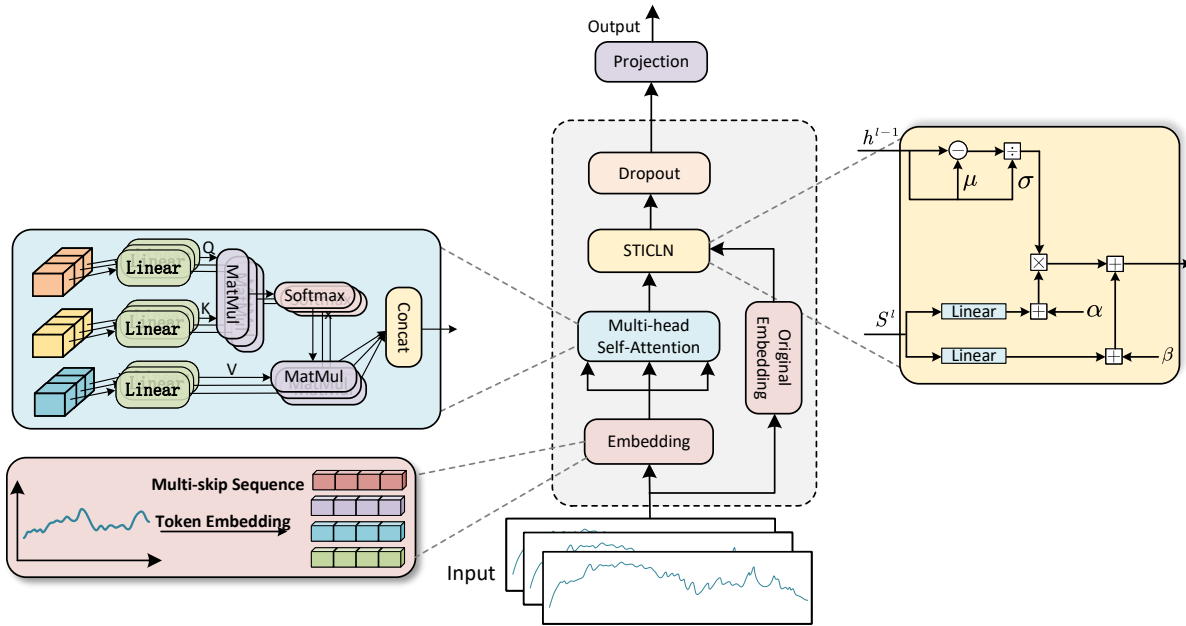 Output
Projection
Dropout
STICLN
Multi-head
Self-Attention
Original
Embedding
Embedding
Input
Linear
Q
Linear
K
Linear
V
MatMul
Softmax
MatMul
Concat
Multi-skip Sequence
Token Embedding
h^{l-1}
−
÷
μ
σ
×
+
S^l
Linear
+
α
Linear
+
β